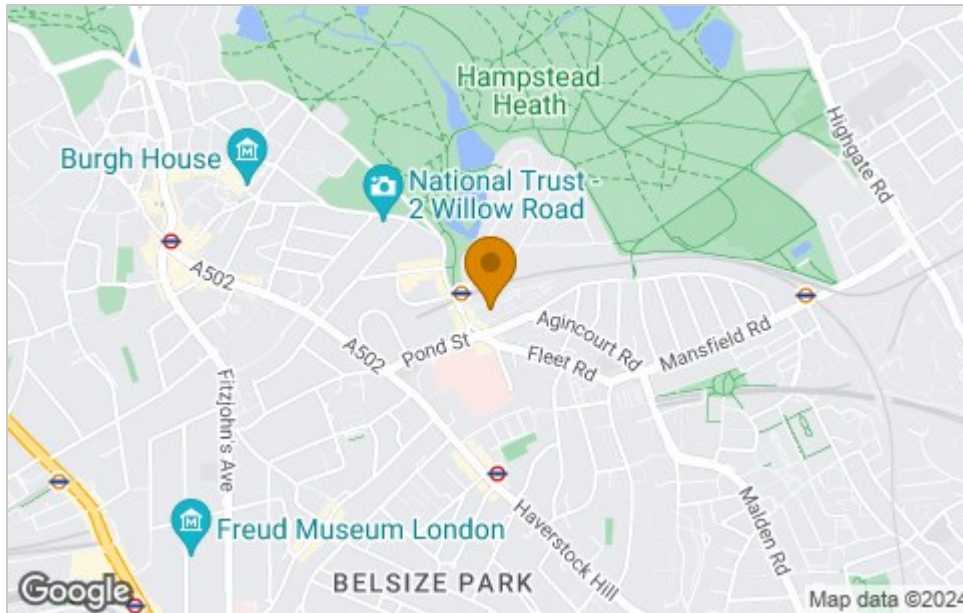 Hampstead
Heath
Highgate Rd
Burgh House
National Trust -
2 Willow Road
A502
A502
Pond St
Agincourt Rd
Fleet Rd
Mansfield Rd
Fitzjohn's Ave
Malden Rd
Freud Museum London
Haverstock Hill
BELSIZE PARK
Google
Map data ©2024